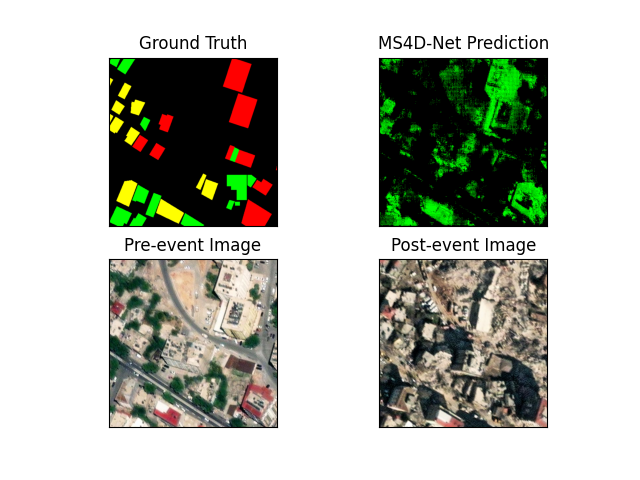 Ground Truth
MS4D-Net Prediction
Pre-event Image
Post-event Image